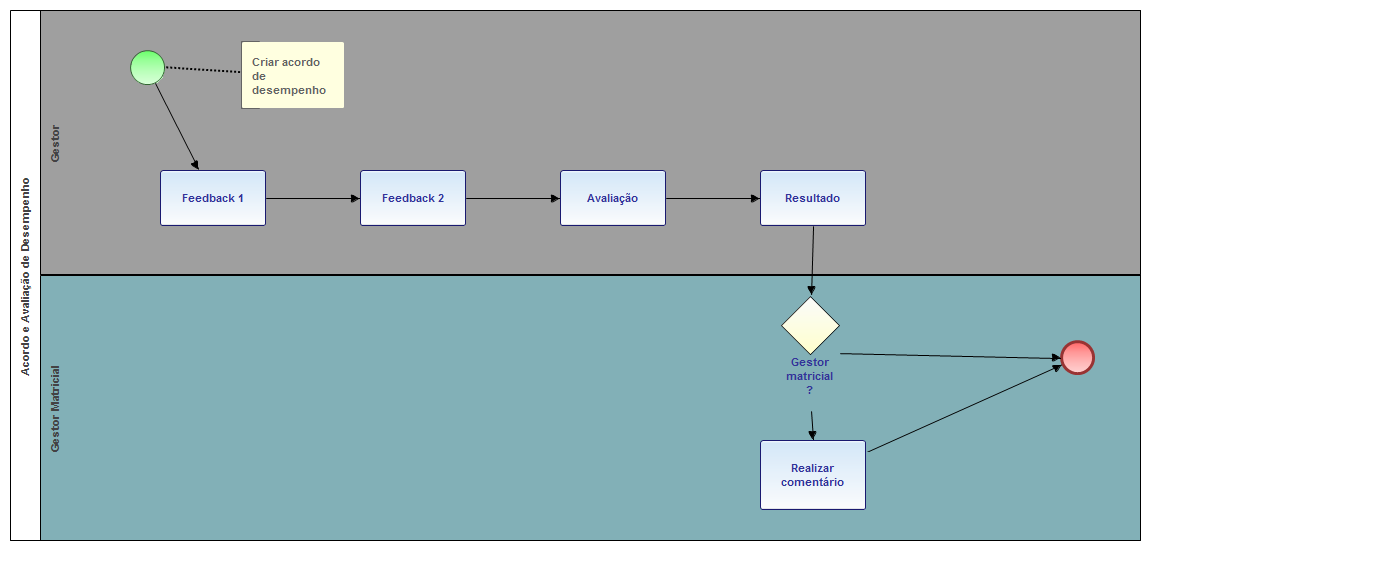 Acordo e Avaliação de Desempenho
Gestor
Criar acordo
de
desempenho
Feedback 1
Feedback 2
Avaliação
Resultado
Gestor Matricial
Gestor
matricial
?
Realizar
comentário